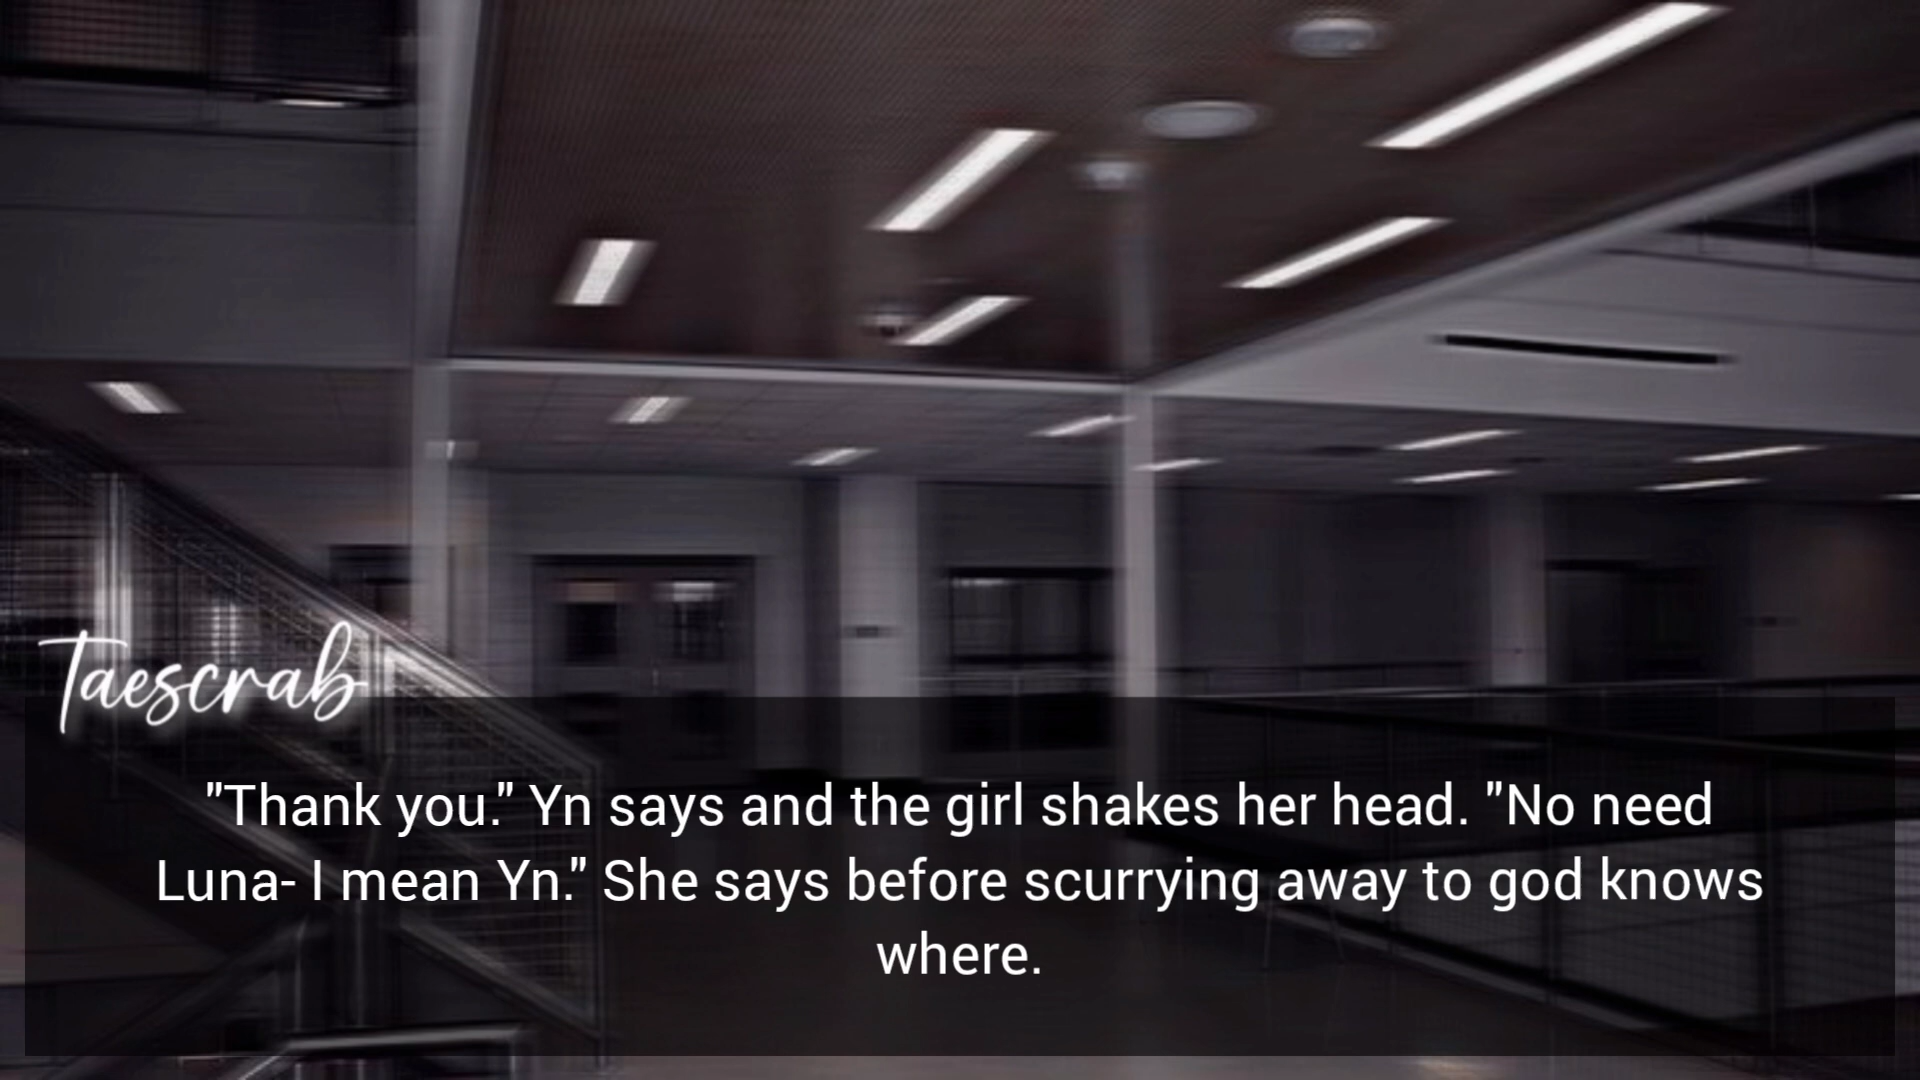 Taescrab
"Thank you." Yn says and the girl shakes her head. "No need
Luna- I mean Yn." She says before scurrying away to god knows
where.